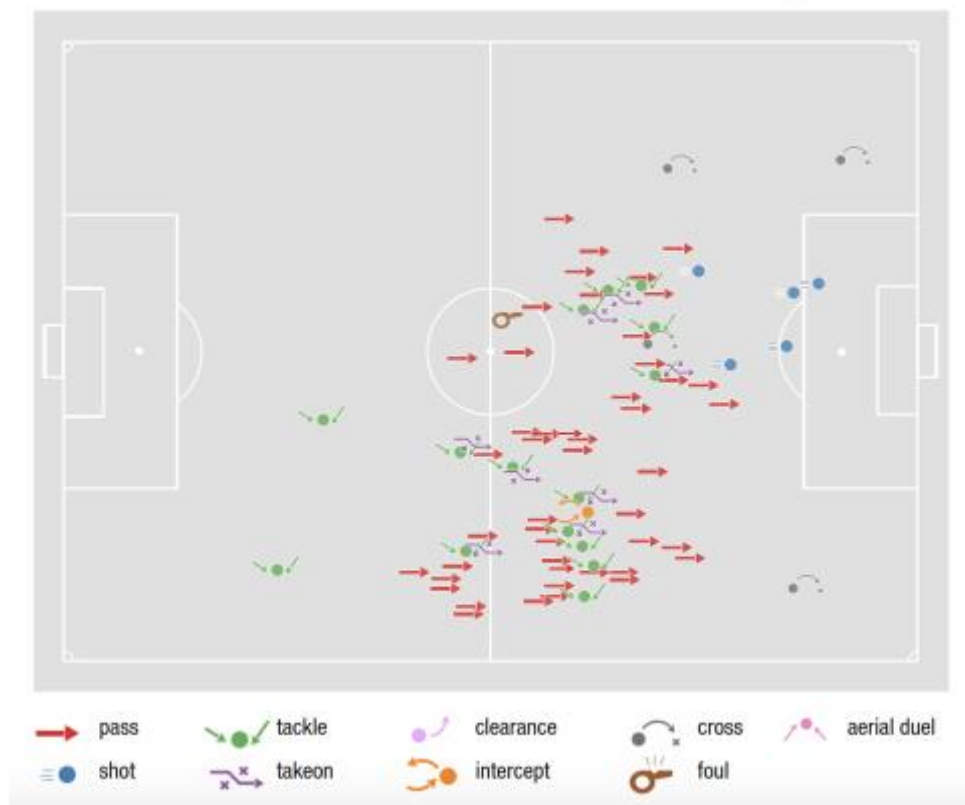 pass tackle clearance cross aerial duel
shot takeon intercept foul